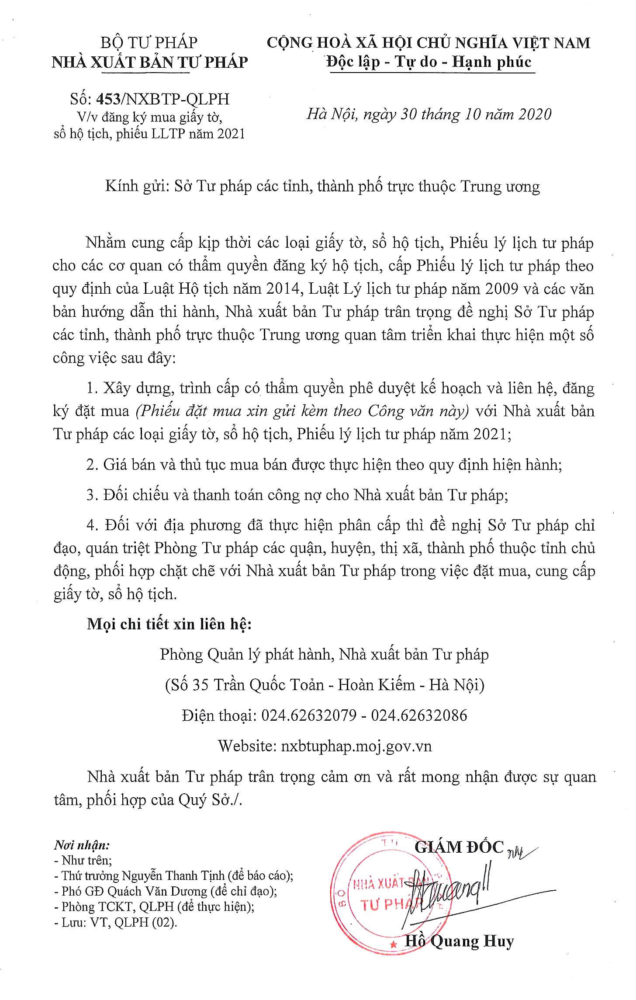 BỘ TƯ PHÁP
NHÀ XUẤT BẢN TƯ PHÁP
CỘNG HOÀ XÃ HỘI CHỦ NGHĨA VIỆT NAM
Độc lập - Tự do - Hạnh phúc
Số: 453/NXBTP-QLPH
V/v đăng ký mua giấy tờ,
sổ hộ tịch, phiếu LLTP năm 2021
Hà Nội, ngày 30 tháng 10 năm 2020
Kính gửi: Sở Tư pháp các tỉnh, thành phố trực thuộc Trung ương
Nhằm cung cấp kịp thời các loại giấy tờ, sổ hộ tịch, Phiếu lý lịch tư pháp
cho các cơ quan có thẩm quyền đăng ký hộ tịch, cấp Phiếu lý lịch tư pháp theo
quy định của Luật Hộ tịch năm 2014, Luật Lý lịch tư pháp năm 2009 và các văn
bản hướng dẫn thi hành, Nhà xuất bản Tư pháp trân trọng đề nghị Sở Tư pháp
các tỉnh, thành phố trực thuộc Trung ương quan tâm triển khai thực hiện một số
công việc sau đây:
1. Xây dựng, trình cấp có thẩm quyền phê duyệt kế hoạch và liên hệ, đăng
ký đặt mua (Phiếu đặt mua xin gửi kèm theo Công văn này) với Nhà xuất bản
Tư pháp các loại giấy tờ, sổ hộ tịch, Phiếu lý lịch tư pháp năm 2021;
2. Giá bán và thủ tục mua bán được thực hiện theo quy định hiện hành;
3. Đối chiếu và thanh toán công nợ cho Nhà xuất bản Tư pháp;
4. Đối với địa phương đã thực hiện phân cấp thì đề nghị Sở Tư pháp chỉ
đạo, quán triệt Phòng Tư pháp các quận, huyện, thị xã, thành phố thuộc tỉnh chủ
động, phối hợp chặt chẽ với Nhà xuất bản Tư pháp trong việc đặt mua, cung cấp
giấy tờ, sổ hộ tịch.
Mọi chi tiết xin liên hệ:
Phòng Quản lý phát hành, Nhà xuất bản Tư pháp
(Số 35 Trần Quốc Toản - Hoàn Kiếm - Hà Nội)
Điện thoại: 024.62632079 - 024.62632086
Website: nxbtuphap.moj.gov.vn
Nhà xuất bản Tư pháp trân trọng cảm ơn và rất mong nhận được sự quan
tâm, phối hợp của Quý Sở./.
Nơi nhận:
- Như trên;
- Thứ trưởng Nguyễn Thanh Tịnh (để báo cáo);
- Phó GĐ Quách Văn Dương (để chỉ đạo);
- Phòng TCKT, QLPH (để thực hiện);
- Lưu: VT, QLPH (02).
GIÁM ĐỐC
BỘ
NHÀ XUẤT BẢN
TƯ PHÁP
Hồ Quang Huy